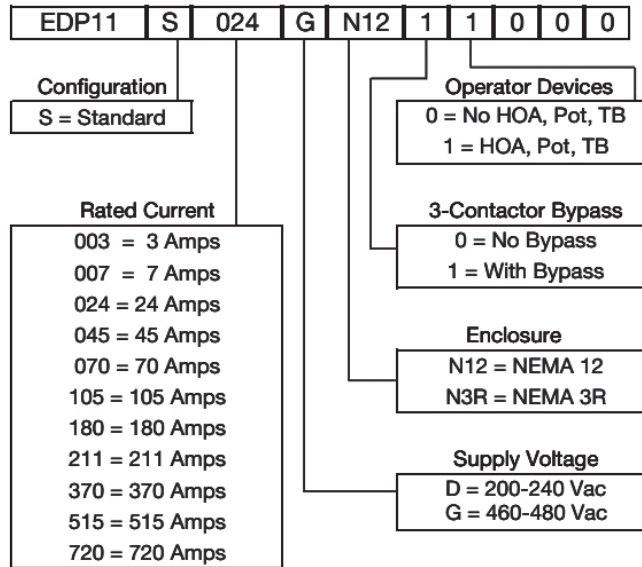 EDP11 S 024 G N12 1 1 0 0 0
Configuration
S = Standard
Rated Current
003 = 3 Amps
007 = 7 Amps
024 = 24 Amps
045 = 45 Amps
070 = 70 Amps
105 = 105 Amps
180 = 180 Amps
211 = 211 Amps
370 = 370 Amps
515 = 515 Amps
720 = 720 Amps
Operator Devices
0 = No HOA, Pot, TB
1 = HOA, Pot, TB
3-Contactor Bypass
0 = No Bypass
1 = With Bypass
Enclosure
N12 = NEMA 12
N3R = NEMA 3R
Supply Voltage
D = 200-240 Vac
G = 460-480 Vac